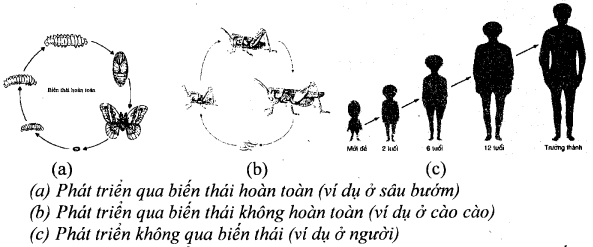 Biến thái hoàn toàn
Mới đẻ 2 tuổi 6 tuổi 12 tuổi Trưởng thành
(a) (b) (c)
(a) Phát triển qua biến thái hoàn toàn (ví dụ ở sâu bướm)
(b) Phát triển qua biến thái không hoàn toàn (ví dụ ở cào cào)
(c) Phát triển không qua biến thái (ví dụ ở người)